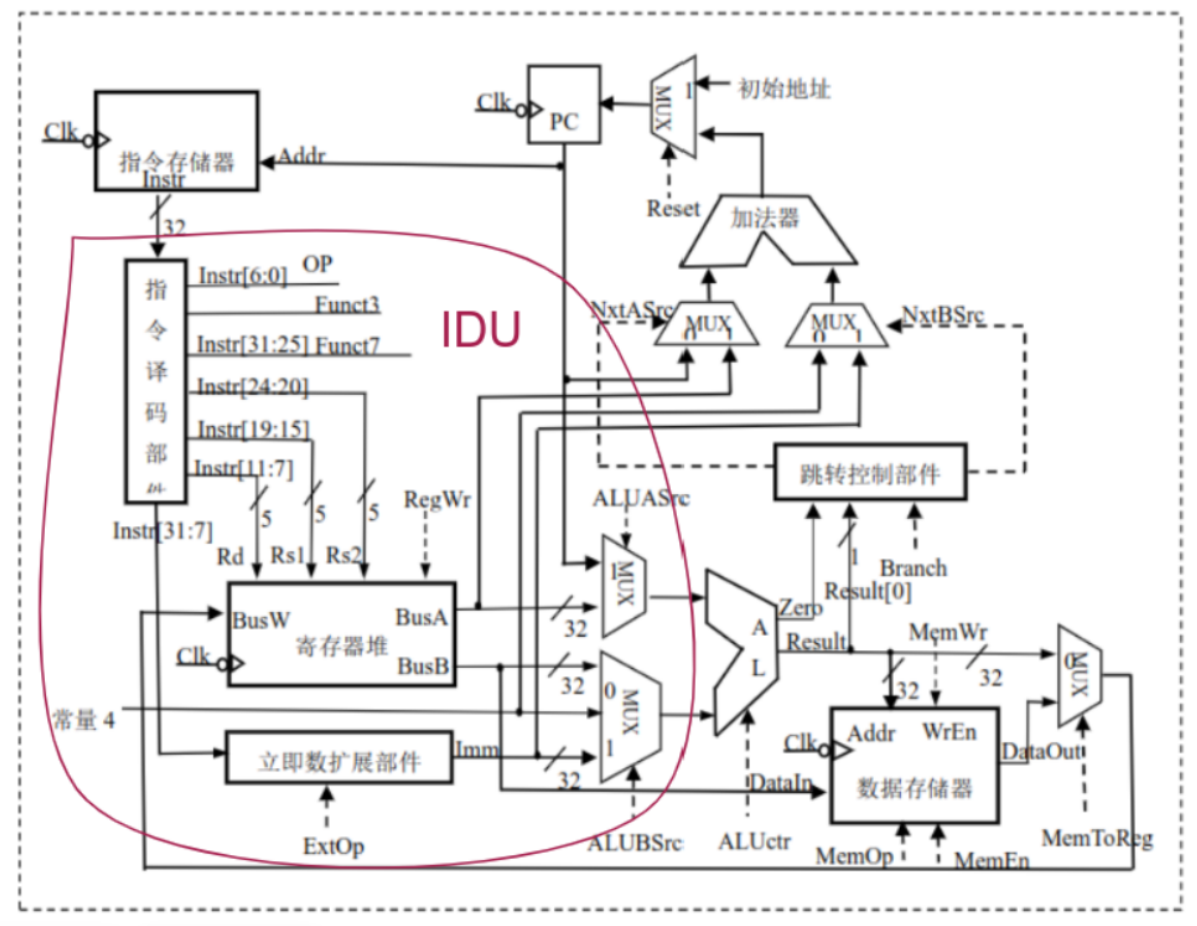 初始地址
1
MUX
Clk
PC
Clk
指令存储器
Instr
Addr
32
Reset
加法器
指
令
译
码
部
Instr[6:0]
OP
Funct3
Instr[31:25]
Funct7
Instr[24:20]
Instr[19:15]
Instr[11:7]
Instr[31:7]
IDU
NxtASrc
MUX
0
1
MUX
0
1
NxtBSrc
跳转控制部件
5
5
5
Rd
Rs1
Rs2
RegWr
ALUASrc
1
MUX
1
Branch
Result[0]
BusW
BusA
寄存器堆
BusB
Clk
32
32
Zero
A
L
Result
MemWr
32
32
0
MUX
常量 4
0
MUX
1
立即数扩展部件
Imm
32
ExtOp
ALUBSrc
ALUctr
DataIn
Clk
Addr
WrEn
数据存储器
DataOut
MemOp
MemEn
MemToReg